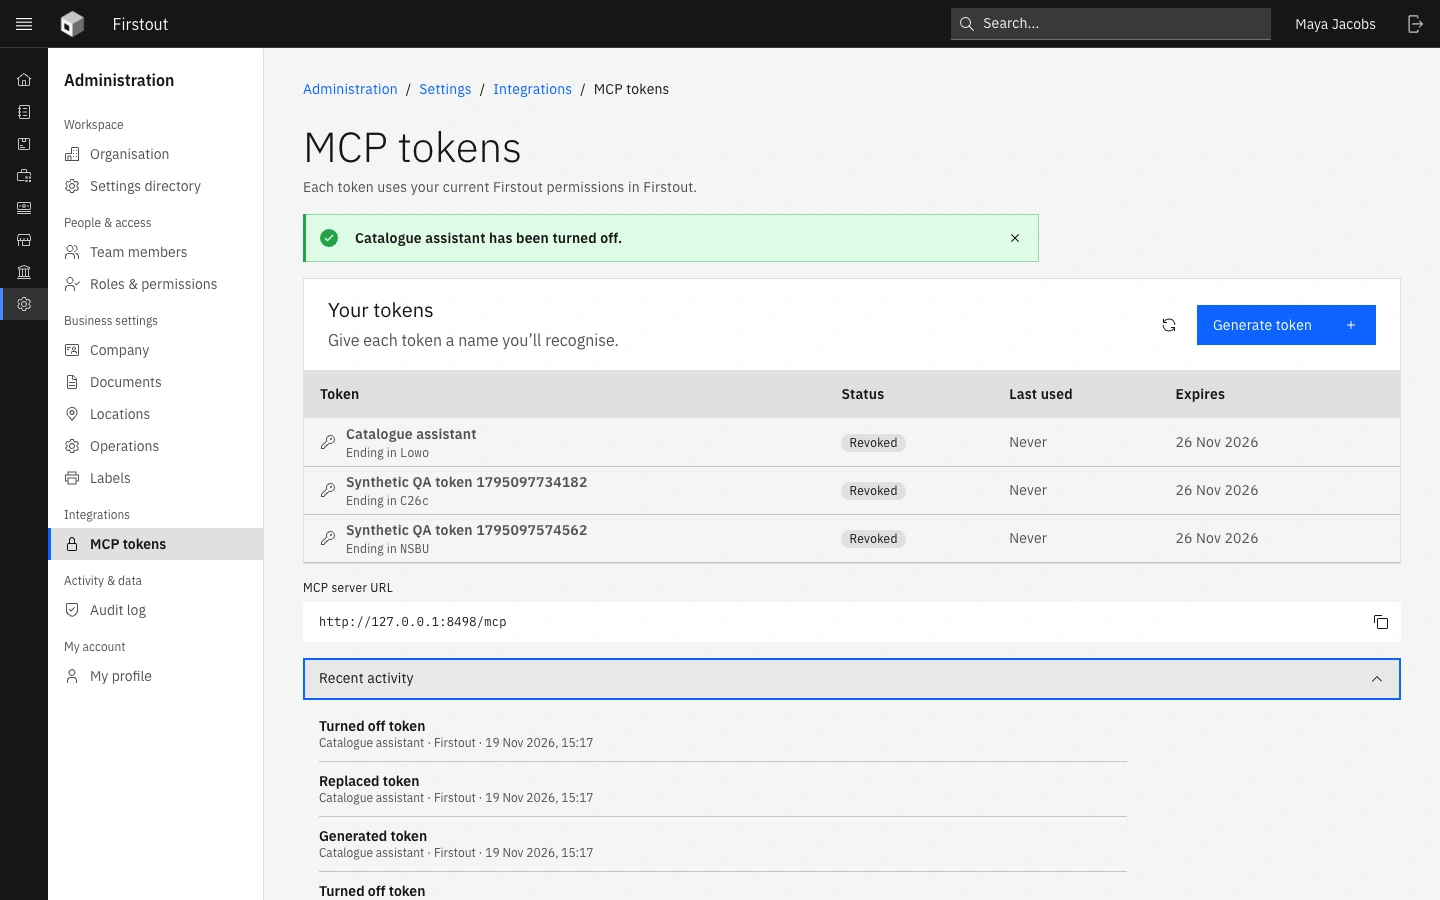 Firstout
Search...
Maya Jacobs
Administration
Workspace
Organisation
Settings directory
People & access
Team members
Roles & permissions
Business settings
Company
Documents
Locations
Operations
Labels
Integrations
MCP tokens
Activity & data
Audit log
My account
My profile
Administration / Settings / Integrations / MCP tokens
MCP tokens
Each token uses your current Firstout permissions in Firstout.
Catalogue assistant has been turned off.
Your tokens
Give each token a name you’ll recognise.
Generate token
Token Status Last used Expires
Catalogue assistant
Ending in Lowo
Revoked Never 26 Nov 2026
Synthetic QA token 1795097734182
Ending in C26c
Revoked Never 26 Nov 2026
Synthetic QA token 1795097574562
Ending in NSBU
Revoked Never 26 Nov 2026
MCP server URL
http://127.0.0.1:8498/mcp
Recent activity
Turned off token
Catalogue assistant · Firstout · 19 Nov 2026, 15:17
Replaced token
Catalogue assistant · Firstout · 19 Nov 2026, 15:17
Generated token
Catalogue assistant · Firstout · 19 Nov 2026, 15:17
Turned off token